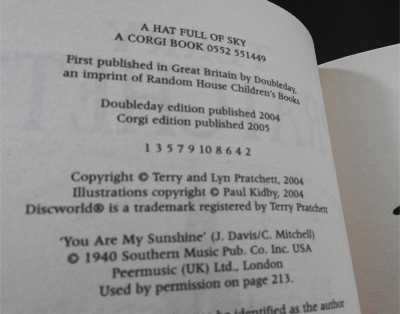 A HAT FULL OF SKY
A CORGI BOOK 0552 551449
First published in Great Britain by Doubleday,
an imprint of Random House Children's Books
Doubleday edition published 2004
Corgi edition published 2005
1 3 5 7 9 10 8 6 4 2
Copyright © Terry and Lyn Pratchett, 2004
Illustrations copyright © Paul Kidby, 2004
Discworld® is a trademark registered by Terry Pratchett
'You Are My Sunshine' (J. Davis/C. Mitchell)
© 1940 Southern Music Pub. Co. Inc. USA
Peermusic (UK) Ltd., London
Used by permission on page 213.
be identified as the author